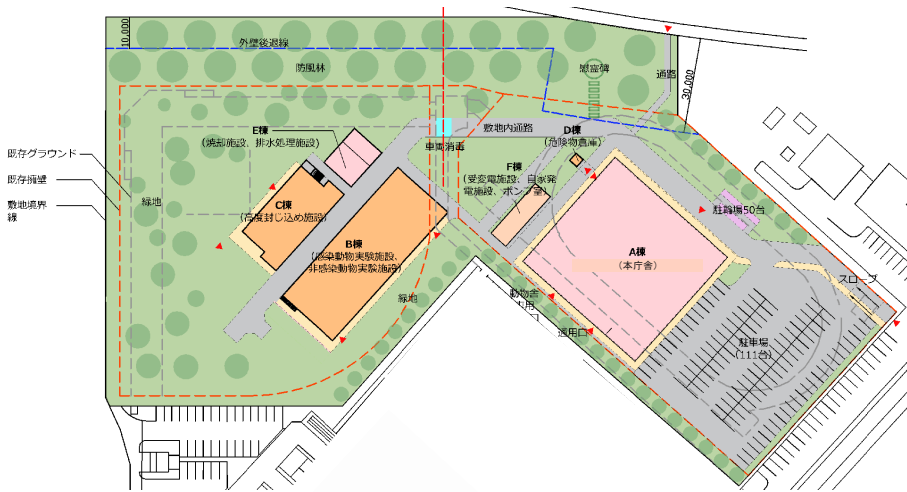 10,000
外壁後退線
防風林
慰霊碑
通路
30,000
E棟
(焼却施設、排水処理施設)
車両消毒
敷地内通路
D棟
(危険物倉庫)
既存グラウンド
既存擁壁
敷地境界
線
緑地
F棟
(受変電施設、自家発
電施設、ポンプ室)
C棟
(高度封じ込め施設)
駐輪場50台
B棟
(感染動物実験施設、
非感染動物実験施設)
A棟
(本庁舎)
スロープ
緑地
動物舎
用
通用口
駐車場
(111台)